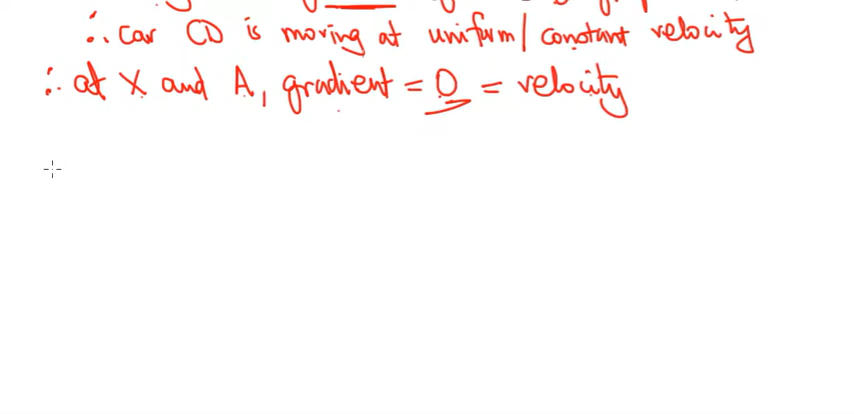 ∴ car CD is moving at uniform/constant velocity
∴ at X and A, gradient = 0 = velocity